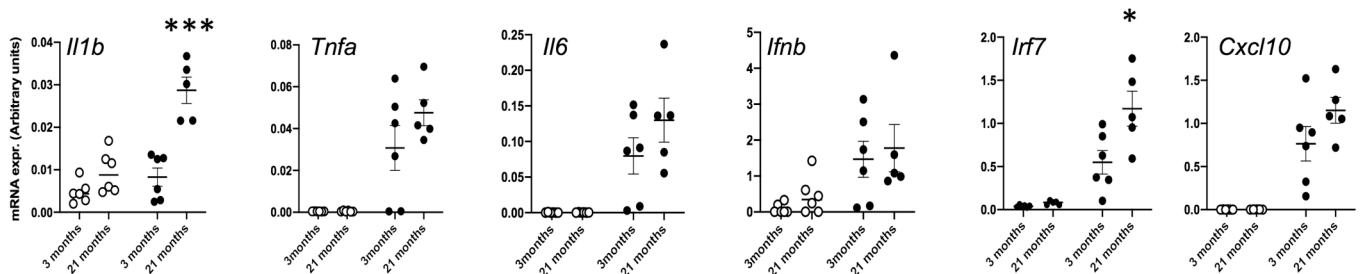 mRNA expr. (Arbitrary units)
Il1b
***
0.04
0.03
0.02
0.01
0.00
3 months
21 months
3 months
21 months
Tnfa
0.08
0.06
0.04
0.02
0.00
3months
21 months
3months
21 months
Il6
0.25
0.20
0.15
0.10
0.05
0.00
3months
21 months
3months
21 months
Ifnb
5
4
3
2
1
0
3months
21 months
3months
21 months
Irf7
*
2.0
1.5
1.0
0.5
0.0
3months
21 months
3 months
21 months
Cxcl10
2.0
1.5
1.0
0.5
0.0
3months
21 months
3 months
21 months